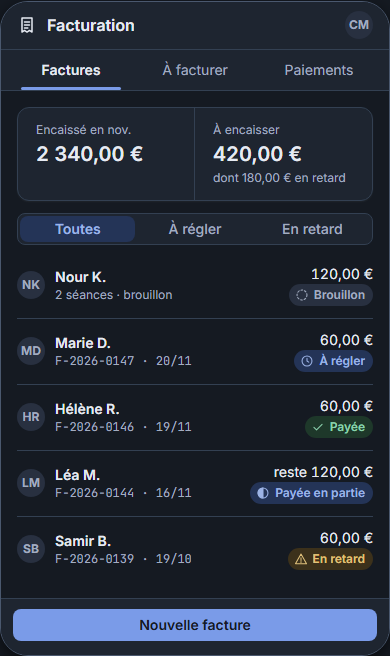 Facturation
CM
Factures
À facturer
Paiements
Encaissé en nov.
2 340,00 €
À encaisser
420,00 €
dont 180,00 € en retard
Toutes
À régler
En retard
NK
Nour K.
2 séances · brouillon
120,00 €
Brouillon
MD
Marie D.
F-2026-0147 · 20/11
60,00 €
À régler
HR
Hélène R.
F-2026-0146 · 19/11
60,00 €
Payée
LM
Léa M.
F-2026-0144 · 16/11
reste 120,00 €
Payée en partie
SB
Samir B.
F-2026-0139 · 19/10
60,00 €
En retard
Nouvelle facture